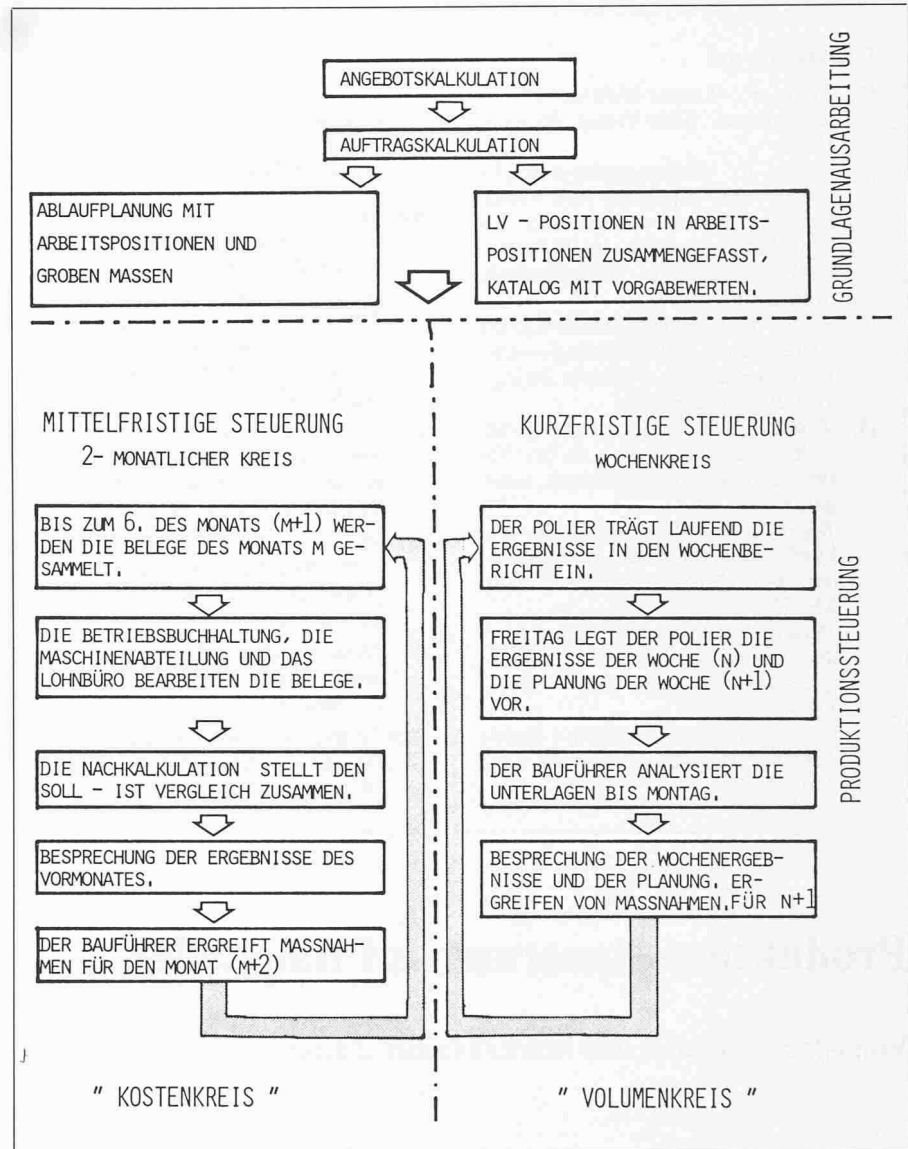 ANGEBOTSKALKULATION
AUFTRAGSKALKULATION
ABLAUFPLANUNG MIT
ARBEITSPOSITIONEN UND
GROBEN MASSEN
LV - POSITIONEN IN ARBEITS-
POSITIONEN ZUSAMMENGEFASST,
KATALOG MIT VORGABEWERTEN.
GRUNDLAGENAUSARBEITUNG
MITTELFRISTIGE STEUERUNG
2- MONATLICHER KREIS
BIS ZUM 6. DES MONATS (M+1) WER-
DEN DIE BELEGE DES MONATS M GE-
SAMMELT.
DIE BETRIEBSBUCHHALTUNG, DIE
MASCHINENABTEILUNG UND DAS
LOHNBÜRO BEARBEITEN DIE BELEGE.
DIE NACHKALKULATION STELLT DEN
SOLL - IST VERGLEICH ZUSAMMEN.
BESPRECHUNG DER ERGEBNISSE DES
VORMONATES.
DER BAUFÜHRER ERGREIFT MASSNAH-
MEN FÜR DEN MONAT (M+2)
" KOSTENKREIS "
KURZFRISTIGE STEUERUNG
WOCHENKREIS
DER POLIER TRÄGT LAUFEND DIE
ERGEBNISSE IN DEN WOCHENBE-
RICHT EIN.
FREITAG LEGT DER POLIER DIE
ERGEBNISSE DER WOCHE (N) UND
DIE PLANUNG DER WOCHE (N+1)
VOR.
DER BAUFÜHRER ANALYSIERT DIE
UNTERLAGEN BIS MONTAG.
BESPRECHUNG DER WOCHENERGEB-
NISSE UND DER PLANUNG. ER-
GREIFEN VON MASSNAHMEN.FÜR N+1
" VOLUMENKREIS "
PRODUKTIONSSTEUERUNG